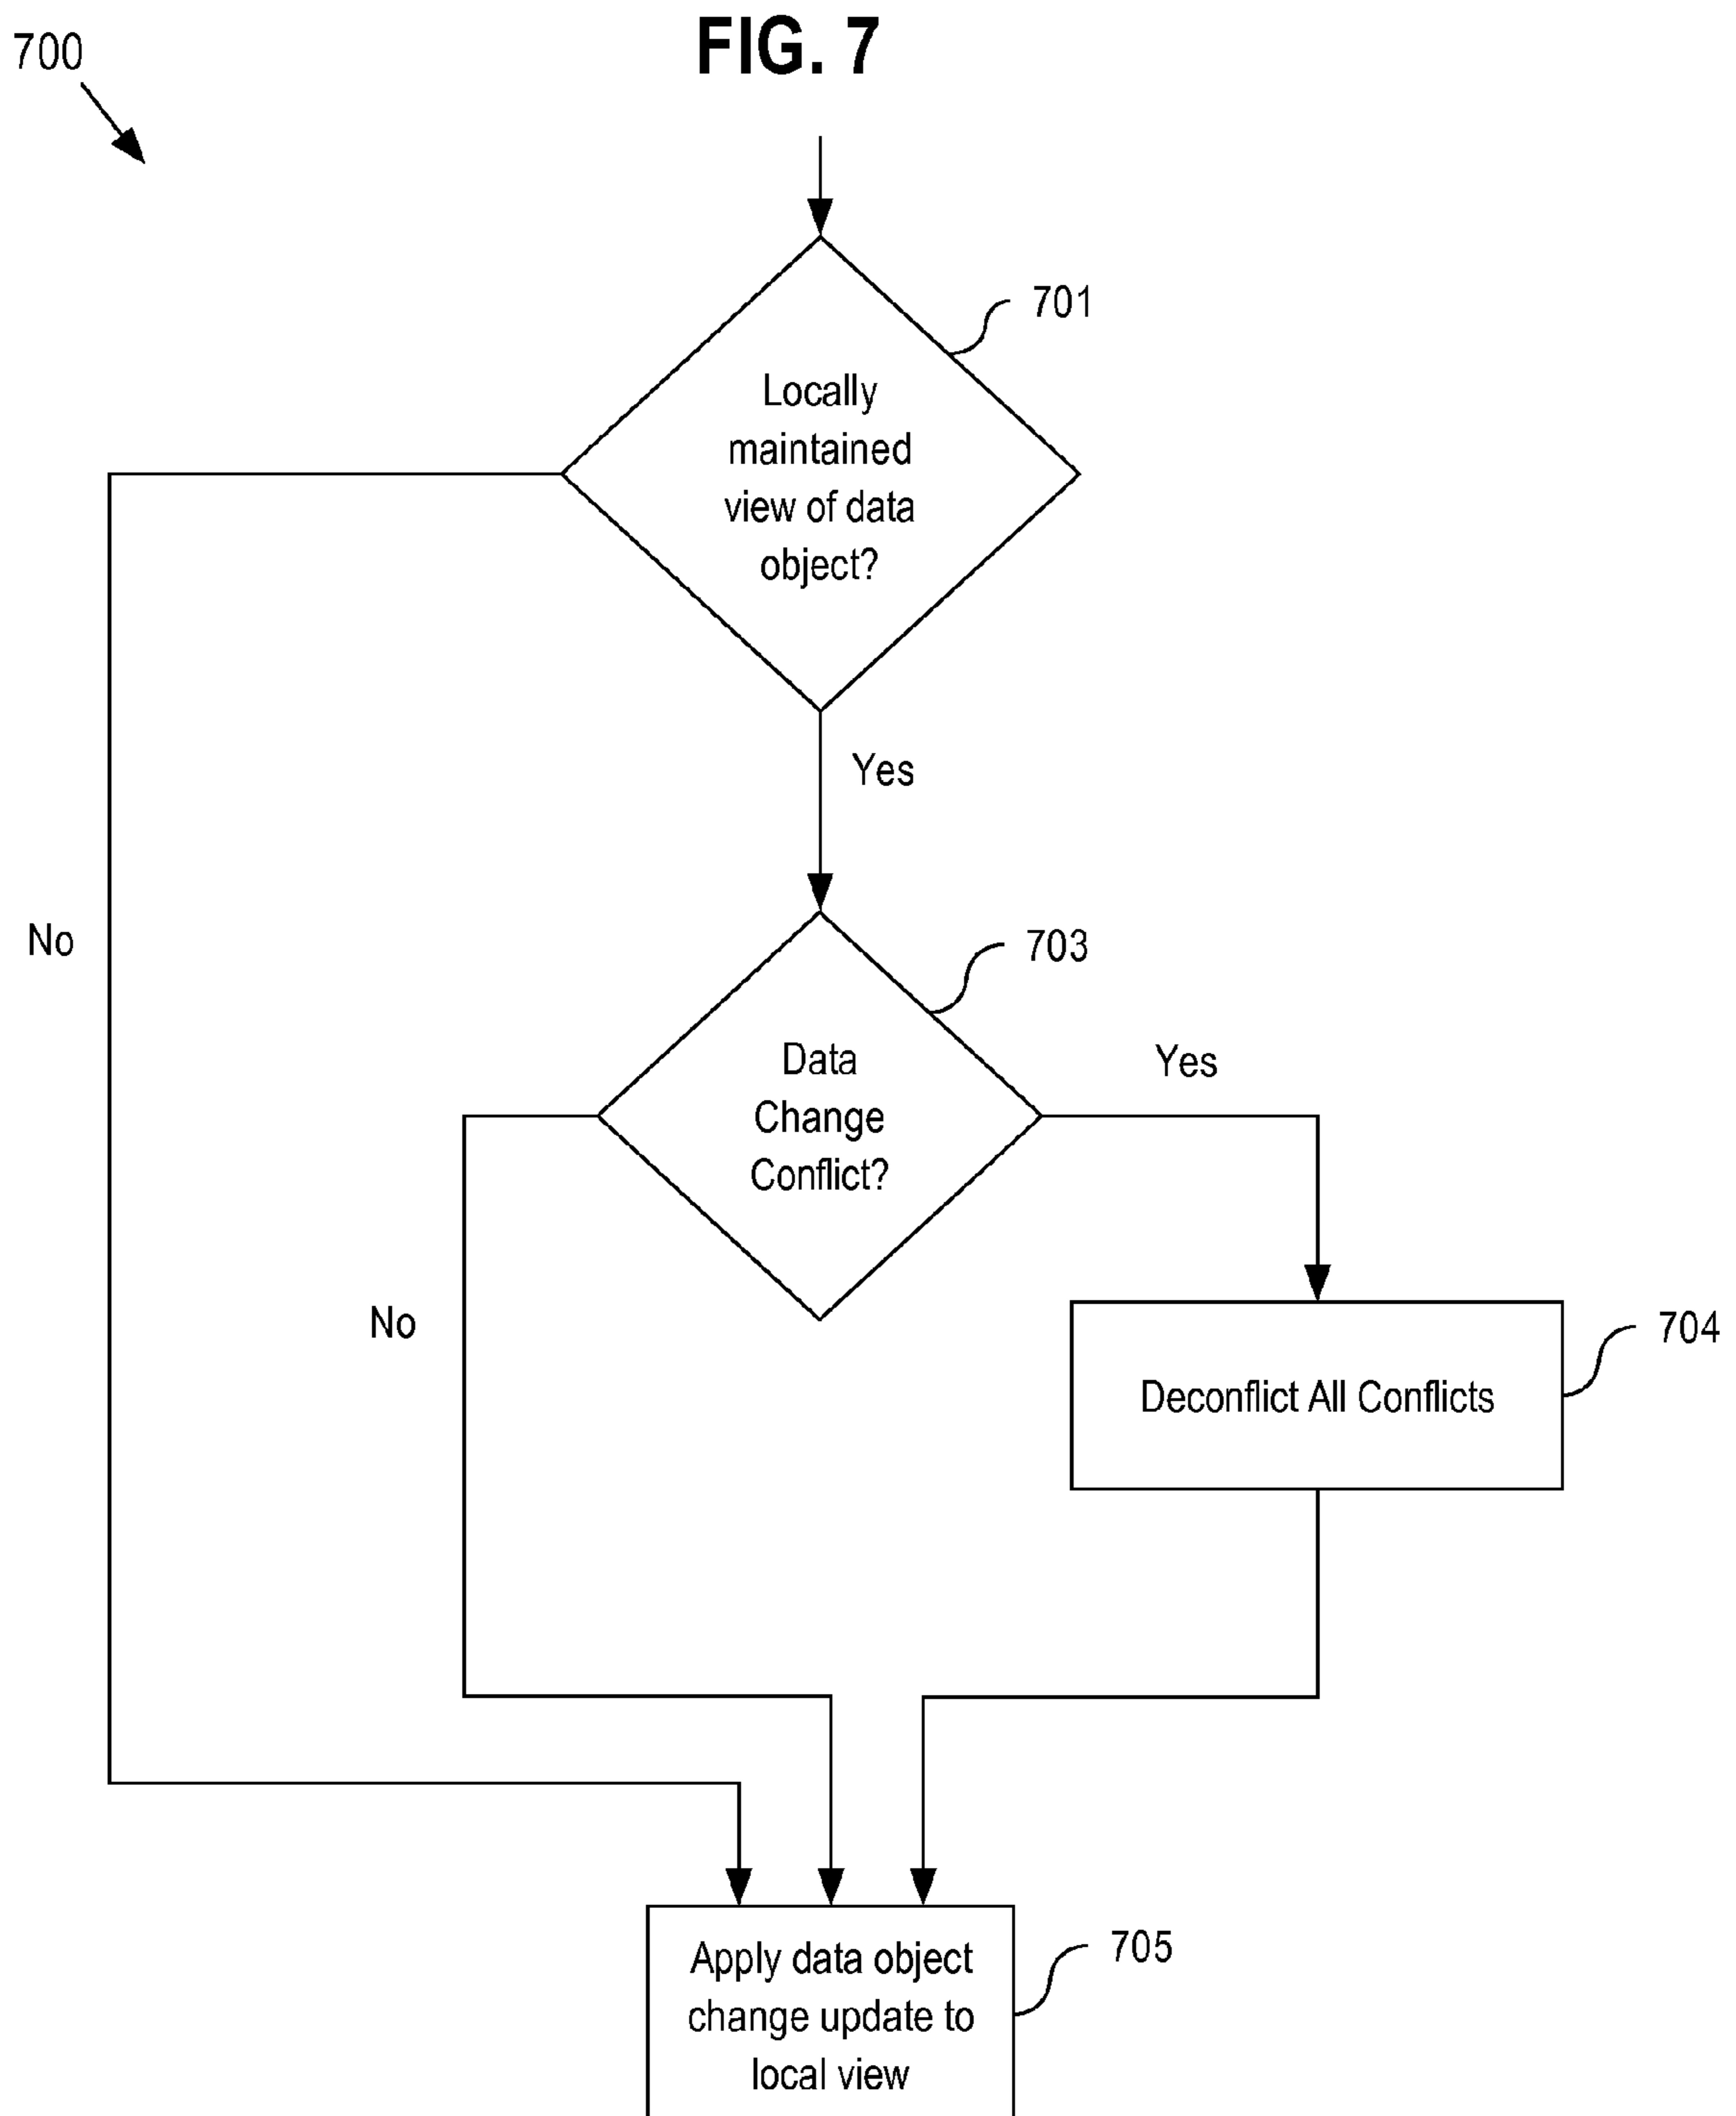 FIG. 7
700
701
Locally
maintained
view of data
object?
Yes
No
703
Data
Change
Conflict?
Yes
No
704
Deconflict All Conflicts
705
Apply data object
change update to
local view